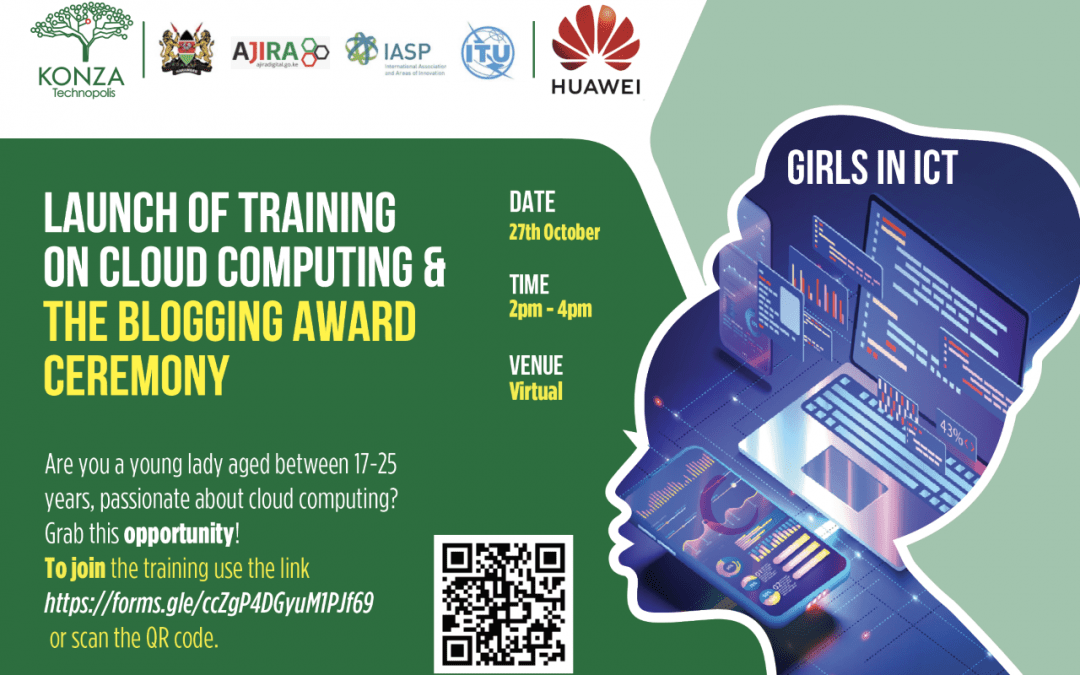 KONZA
Technopolis
AJIRA
ajiradigital.go.ke
IASP
International Association
and Areas of Innovation
ITU
HUAWEI
GIRLS IN ICT
LAUNCH OF TRAINING
ON CLOUD COMPUTING &
THE BLOGGING AWARD
CEREMONY
DATE
27th October
TIME
2pm - 4pm
VENUE
Virtual
Are you a young lady aged between 17-25
years, passionate about cloud computing?
Grab this opportunity!
To join the training use the link
https://forms.gle/ccZgP4DGyuM1PJf69
or scan the QR code.
43%